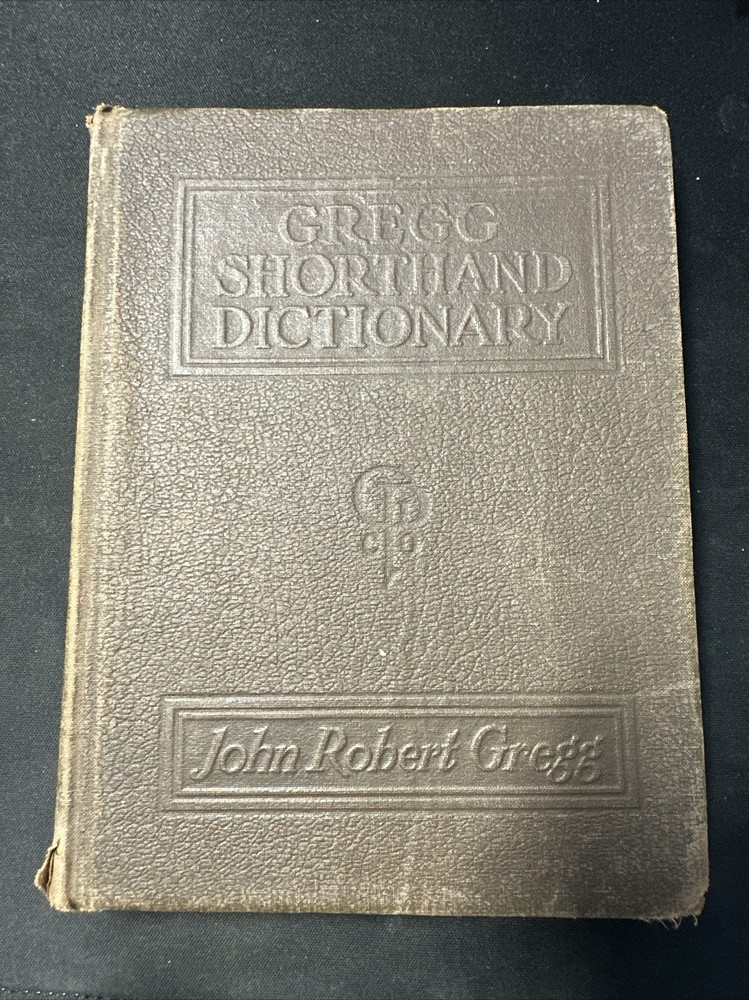 GREGG
SHORTHAND
DICTIONARY
John Robert Gregg